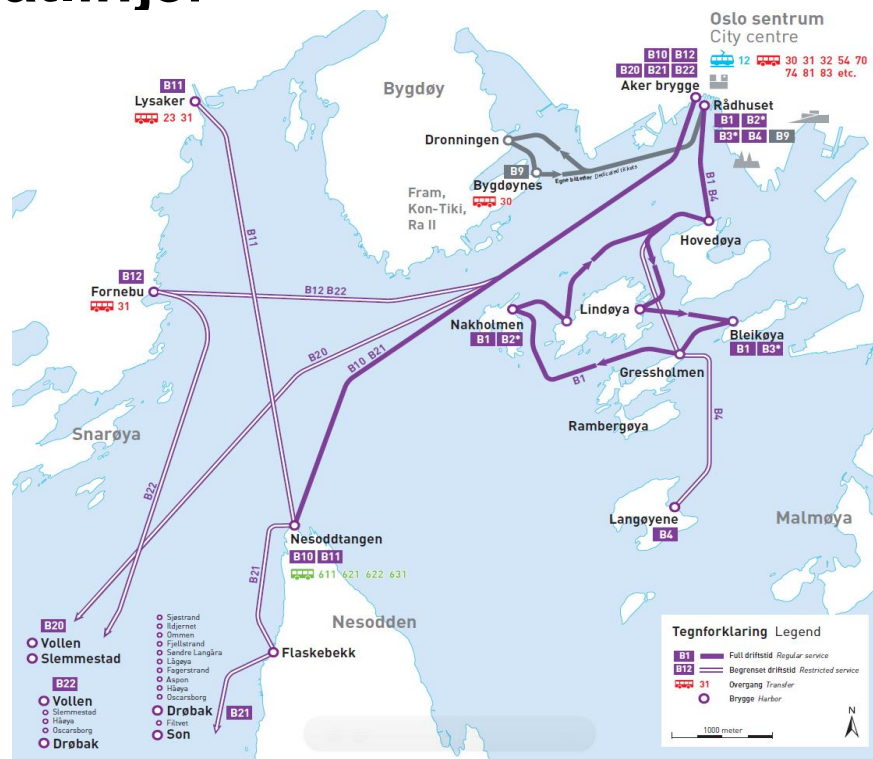 Oslo sentrum
City centre
B10 B12
B20 B21 B22
Aker brygge
12 30 31 32 54 70
74 81 83 etc.
Rådhuset
B1 B2*
B3* B4 B9
B11
Lysaker
23 31
Bygdøy
Dronningen
B9
Bygdøynes
30
Egne billetter Dedicated tickets
Fram,
Kon-Tiki,
Ra II
B1 B4
Hovedøya
B11
B12
Fornebu
31
B12 B22
Nakholmen
B1 B2*
Lindøya
Bleikøya
B1 B3*
B20
B10 B21
B1
Gressholmen
Rambergøya
B4
Snarøya
B22
Langøyene
B4
Malmøya
Nesoddtangen
B10 B11
611 621 622 631
B21
Nesodden
Flaskebekk
B20
Vollen
Slemmestad
B22
Vollen
Slemmestad
Håøya
Oscarsborg
Drøbak
Sjøstrand
Ildjernet
Ommen
Fjellstrand
Søndre Langåra
Lågøya
Fagerstrand
Aspon
Håøya
Oscarsborg
Drøbak
Filtvet
Son
B21
Tegnforklaring Legend
B1 Full driftstid Regular service
B12 Begrenset driftstid Restricted service
31 Overgang Transfer
Brygge Harbor
1000 meter
N